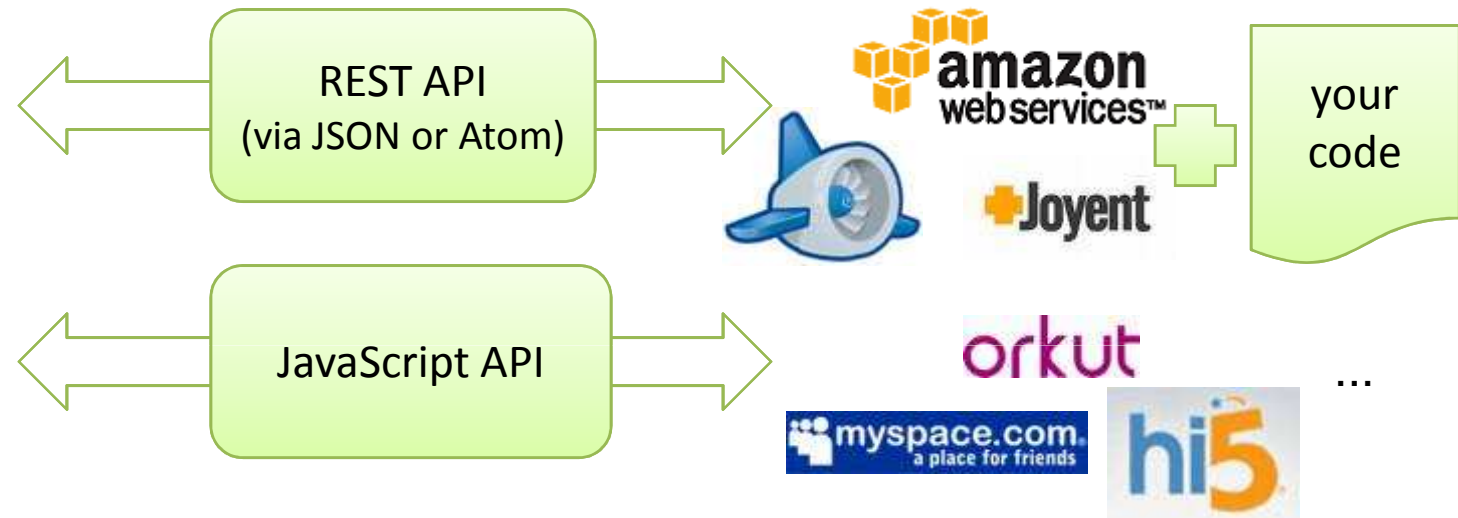 REST API
(via JSON or Atom)
amazon
webservices™
your
code
Joyent
JavaScript API
orkut
...
myspace.com.
a place for friends
hi5